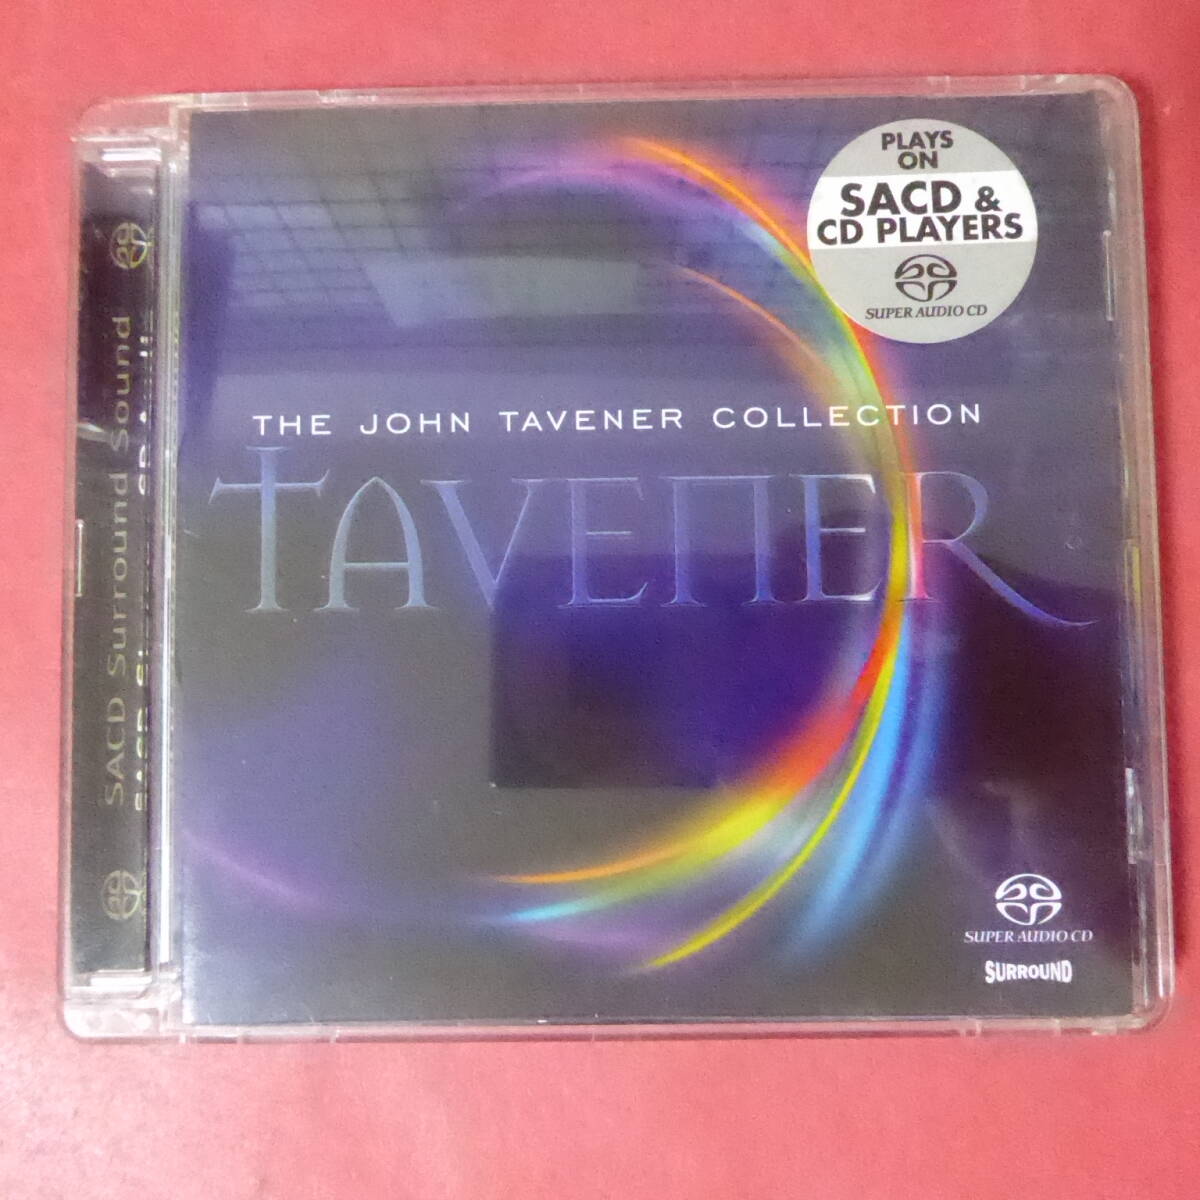 PLAYS
ON
SACD &
CD PLAYERS
SUPER AUDIO CD
THE JOHN TAVENER COLLECTION
TAVENER
SUPER AUDIO CD
SURROUND
SACD Surround Sound